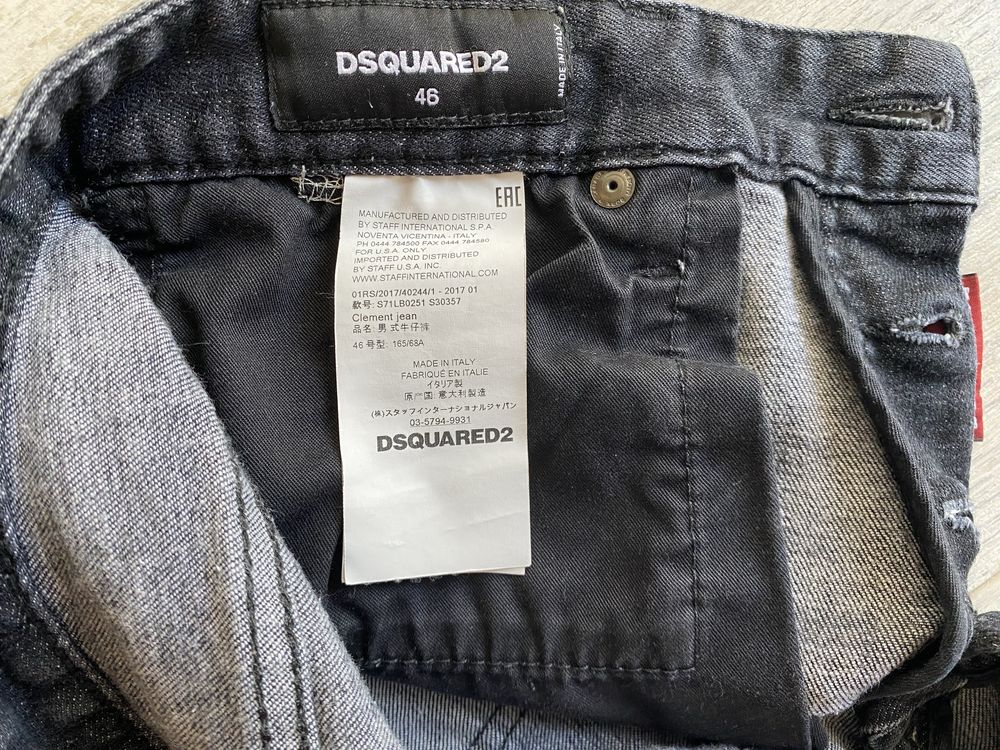 DSQUARED2
46
MADE IN ITALY
EAC
MANUFACTURED AND DISTRIBUTED
BY STAFF INTERNATIONAL S.P.A.
NOVENTA VICENTINA - ITALY
PH 0444 784500 FAX 0444 784580
FOR U.S.A. ONLY
IMPORTED AND DISTRIBUTED
BY STAFF U.S.A. INC.
WWW.STAFFINTERNATIONAL.COM
01RS/2017/40244/1 - 2017 01
款号: S71LB0251 S30357
Clement jean
品名: 男 式牛仔裤
46 号型: 165/68A
MADE IN ITALY
FABRIQUÉ EN ITALIE
イタリア製
原产国: 意大利製造
(株)スタッフインターナショナルジャパン
03-5794-9931
DSQUARED2